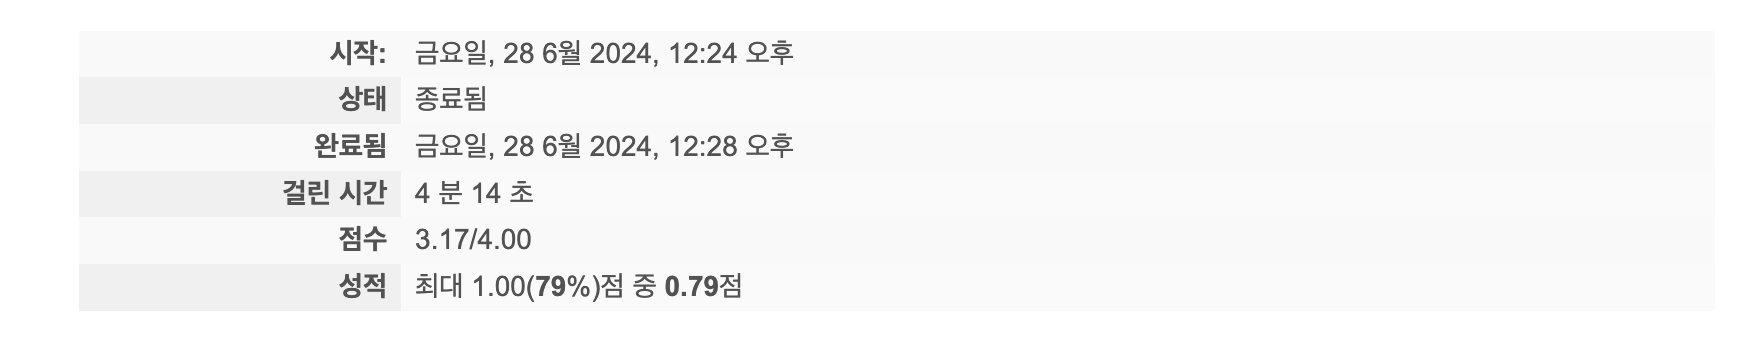 시작: 금요일, 28 6월 2024, 12:24 오후
상태 종료됨
완료됨 금요일, 28 6월 2024, 12:28 오후
걸린 시간 4 분 14 초
점수 3.17/4.00
성적 최대 1.00(79%)점 중 0.79점